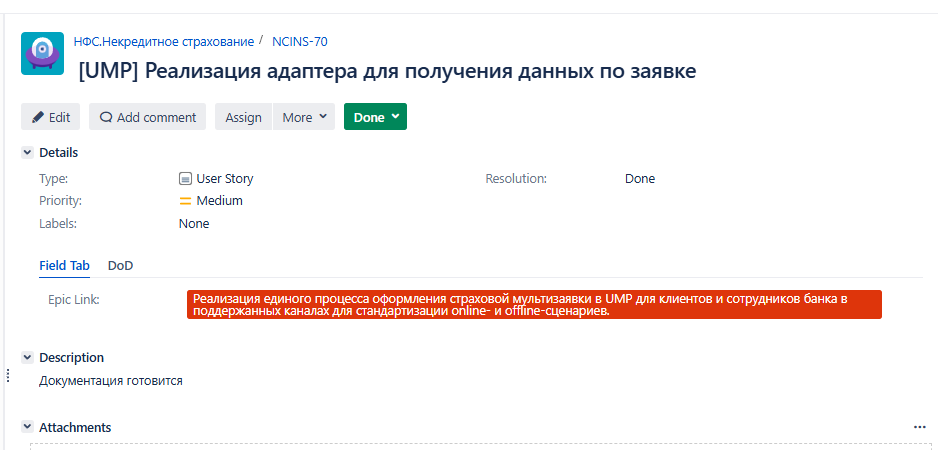 НФС.Некредитное страхование / NCINS-70
[UMP] Реализация адаптера для получения данных по заявке
Edit Add comment Assign More Done
Details
Type: User Story Resolution: Done
Priority: Medium
Labels: None
Field Tab DoD
Epic Link: Реализация единого процесса оформления страховой мультизаявки в UMP для клиентов и сотрудников банка в
поддержанных каналах для стандартизации online- и offline-сценариев.
Description
Документация готовится
Attachments